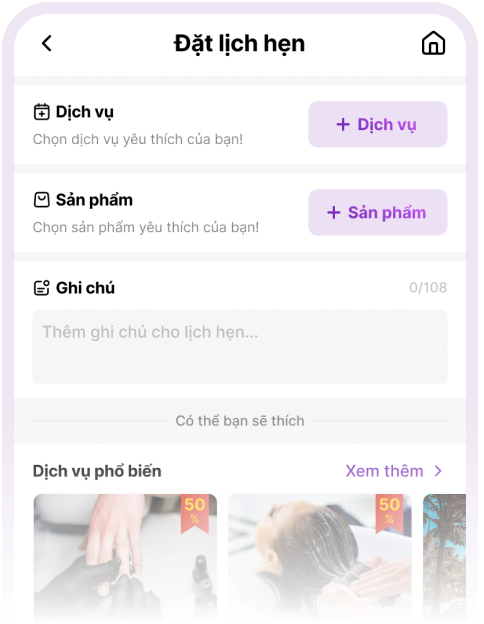 Đặt lịch hẹn
Dịch vụ
Chọn dịch vụ yêu thích của bạn!
+ Dịch vụ
Sản phẩm
Chọn sản phẩm yêu thích của bạn!
+ Sản phẩm
Ghi chú
0/108
Thêm ghi chú cho lịch hẹn...
Có thể bạn sẽ thích
Dịch vụ phổ biến
Xem thêm
50
%
50
%